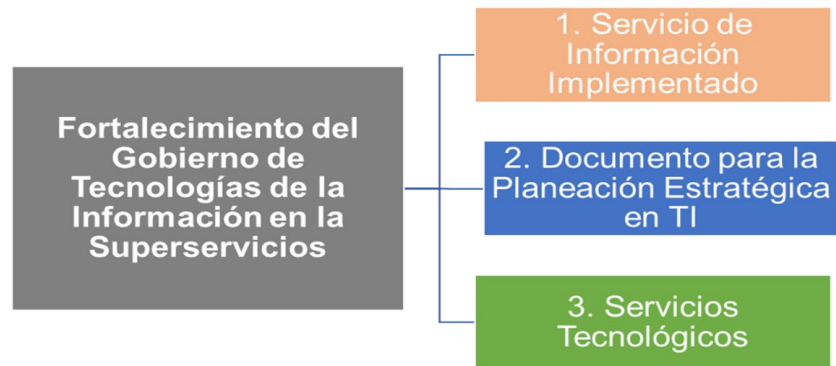 Fortalecimiento del
Gobierno de
Tecnologías de la
Información en la
Superservicios
1. Servicio de
Información
Implementado
2. Documento para la
Planeación Estratégica
en TI
3. Servicios
Tecnológicos